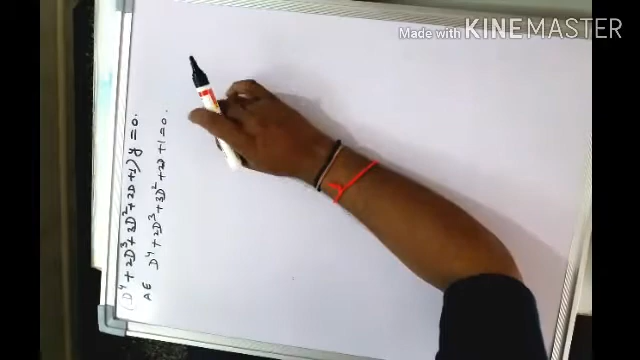 Made with KINEMASTER
(D⁴ + 2D³ + 3D² + 2D + 1) y = 0.
AE D⁴ + 2D³ + 3D² + 2D + 1 = 0.